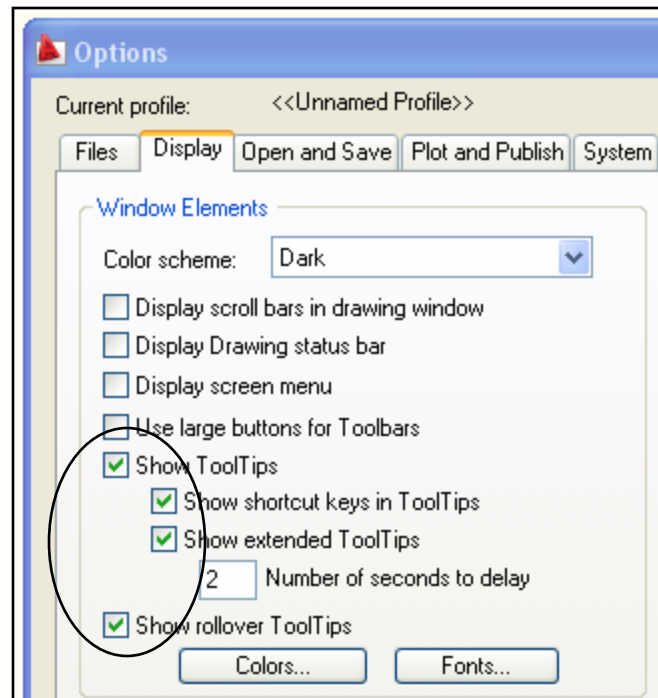 Options
Current profile: <<Unnamed Profile>>
Files Display Open and Save Plot and Publish System
Window Elements
Color scheme: Dark
Display scroll bars in drawing window
Display Drawing status bar
Display screen menu
Use large buttons for Toolbars
Show ToolTips
Show shortcut keys in ToolTips
Show extended ToolTips
2 Number of seconds to delay
Show rollover ToolTips
Colors... Fonts...